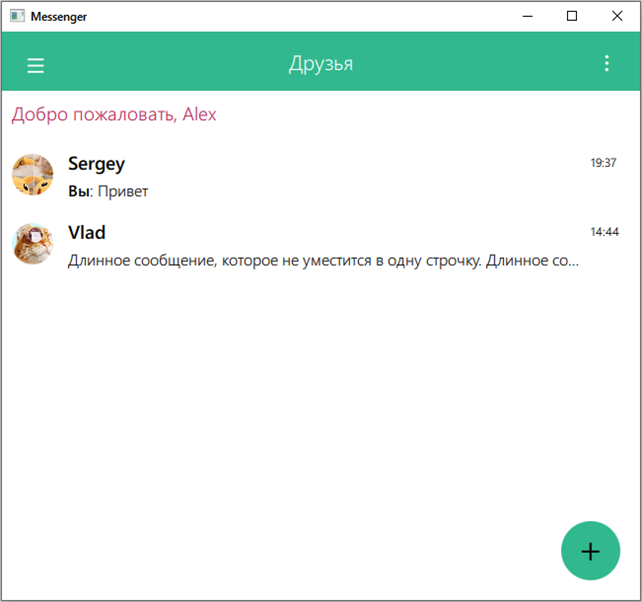 Messenger
Друзья
Добро пожаловать, Alex
Sergey 19:37
Вы: Привет
Vlad 14:44
Длинное сообщение, которое не уместится в одну строчку. Длинное со...